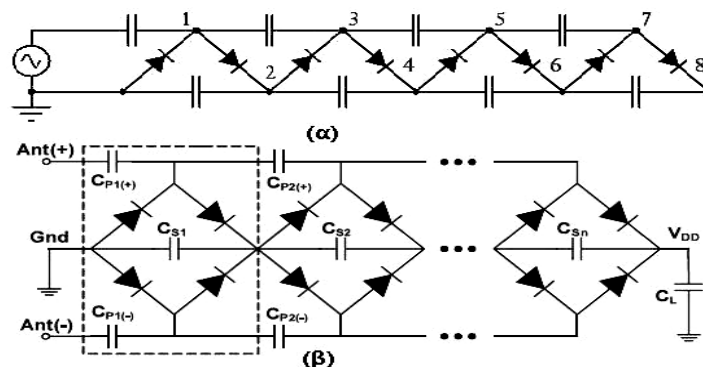 1 3 5 7
2 4 6 8
(α)
Ant(+)
CP1(+) CP2(+)
Gnd CS1 CS2 CSn VDD
CL
CP1(-) CP2(-)
Ant(-)
(β)